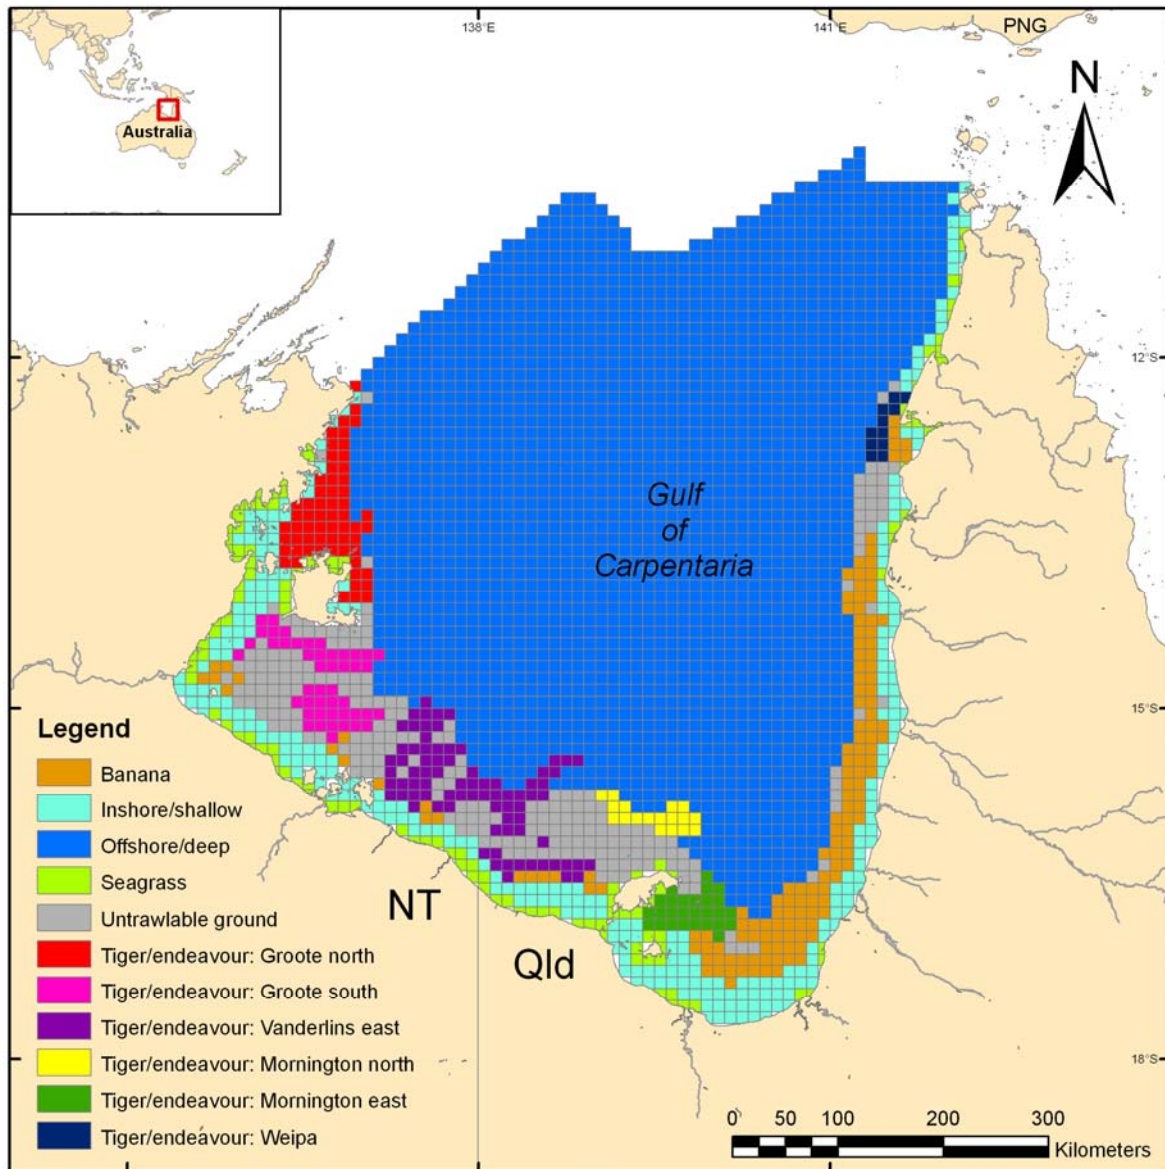 138°E
141°E
PNG
N
Australia
12°S
Gulf
of
Carpentaria
15°S
Legend
Banana
Inshore/shallow
Offshore/deep
Seagrass
Untrawlable ground
Tiger/endeavour: Groote north
Tiger/endeavour: Groote south
Tiger/endeavour: Vanderlins east
Tiger/endeavour: Mornington north
Tiger/endeavour: Mornington east
Tiger/endeavour: Weipa
NT
Qld
18°S
0 50 100 200 300
Kilometers